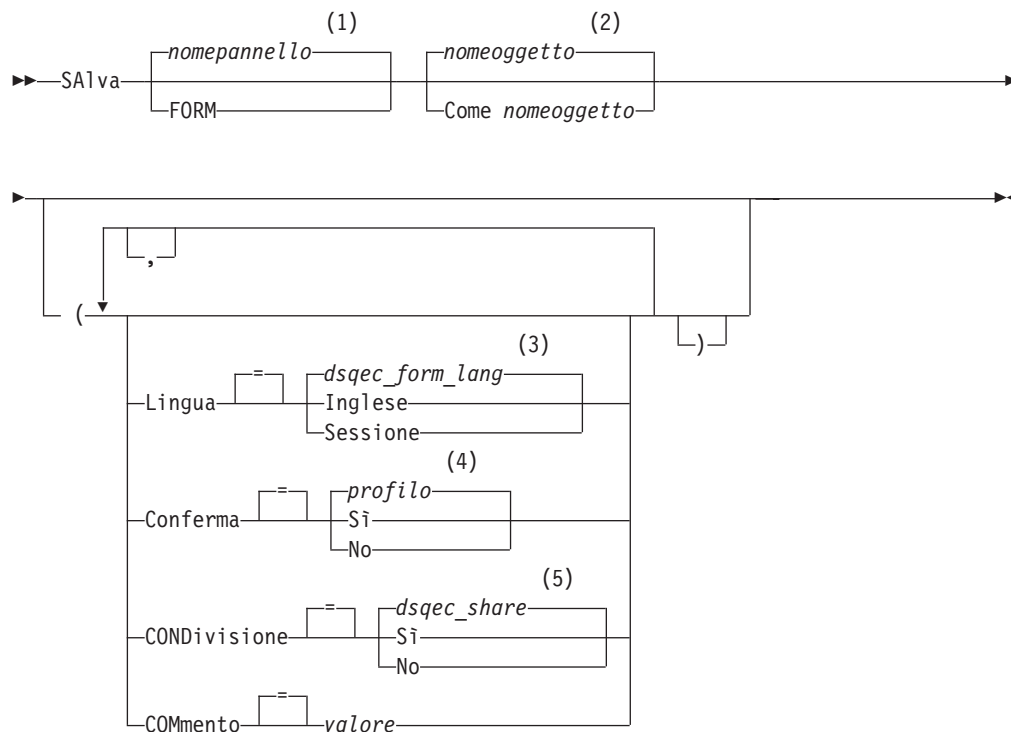 (1) (2)
nomepannello nomeoggetto
SAlva
FORM Come nomeoggetto
,
(
)
(3)
= dsqec_form_lang
Lingua Inglese
Sessione
(4)
= profilo
Conferma Sì
No
(5)
= dsqec_share
CONDivisione Sì
No
=
COMmento valore